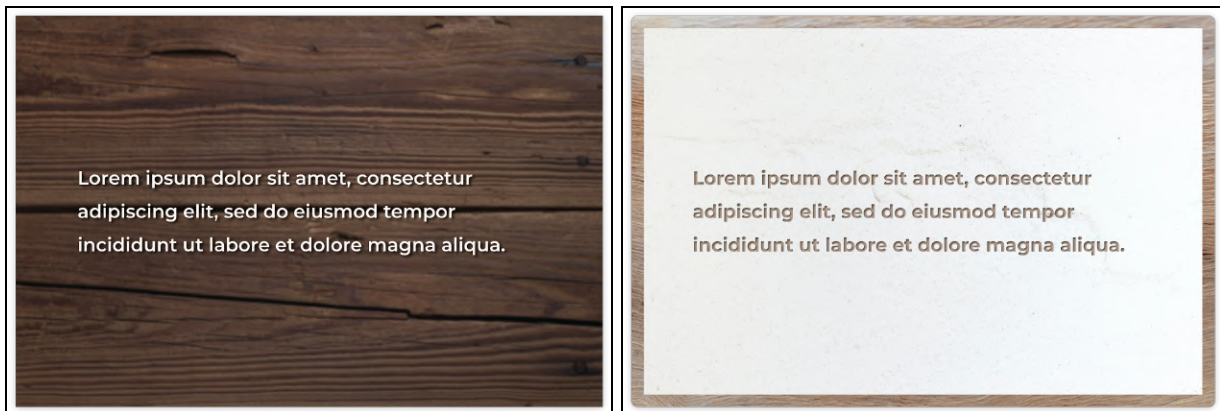 Lorem ipsum dolor sit amet, consectetur
adipiscing elit, sed do eiusmod tempor
incididunt ut labore et dolore magna aliqua.
Lorem ipsum dolor sit amet, consectetur
adipiscing elit, sed do eiusmod tempor
incididunt ut labore et dolore magna aliqua.